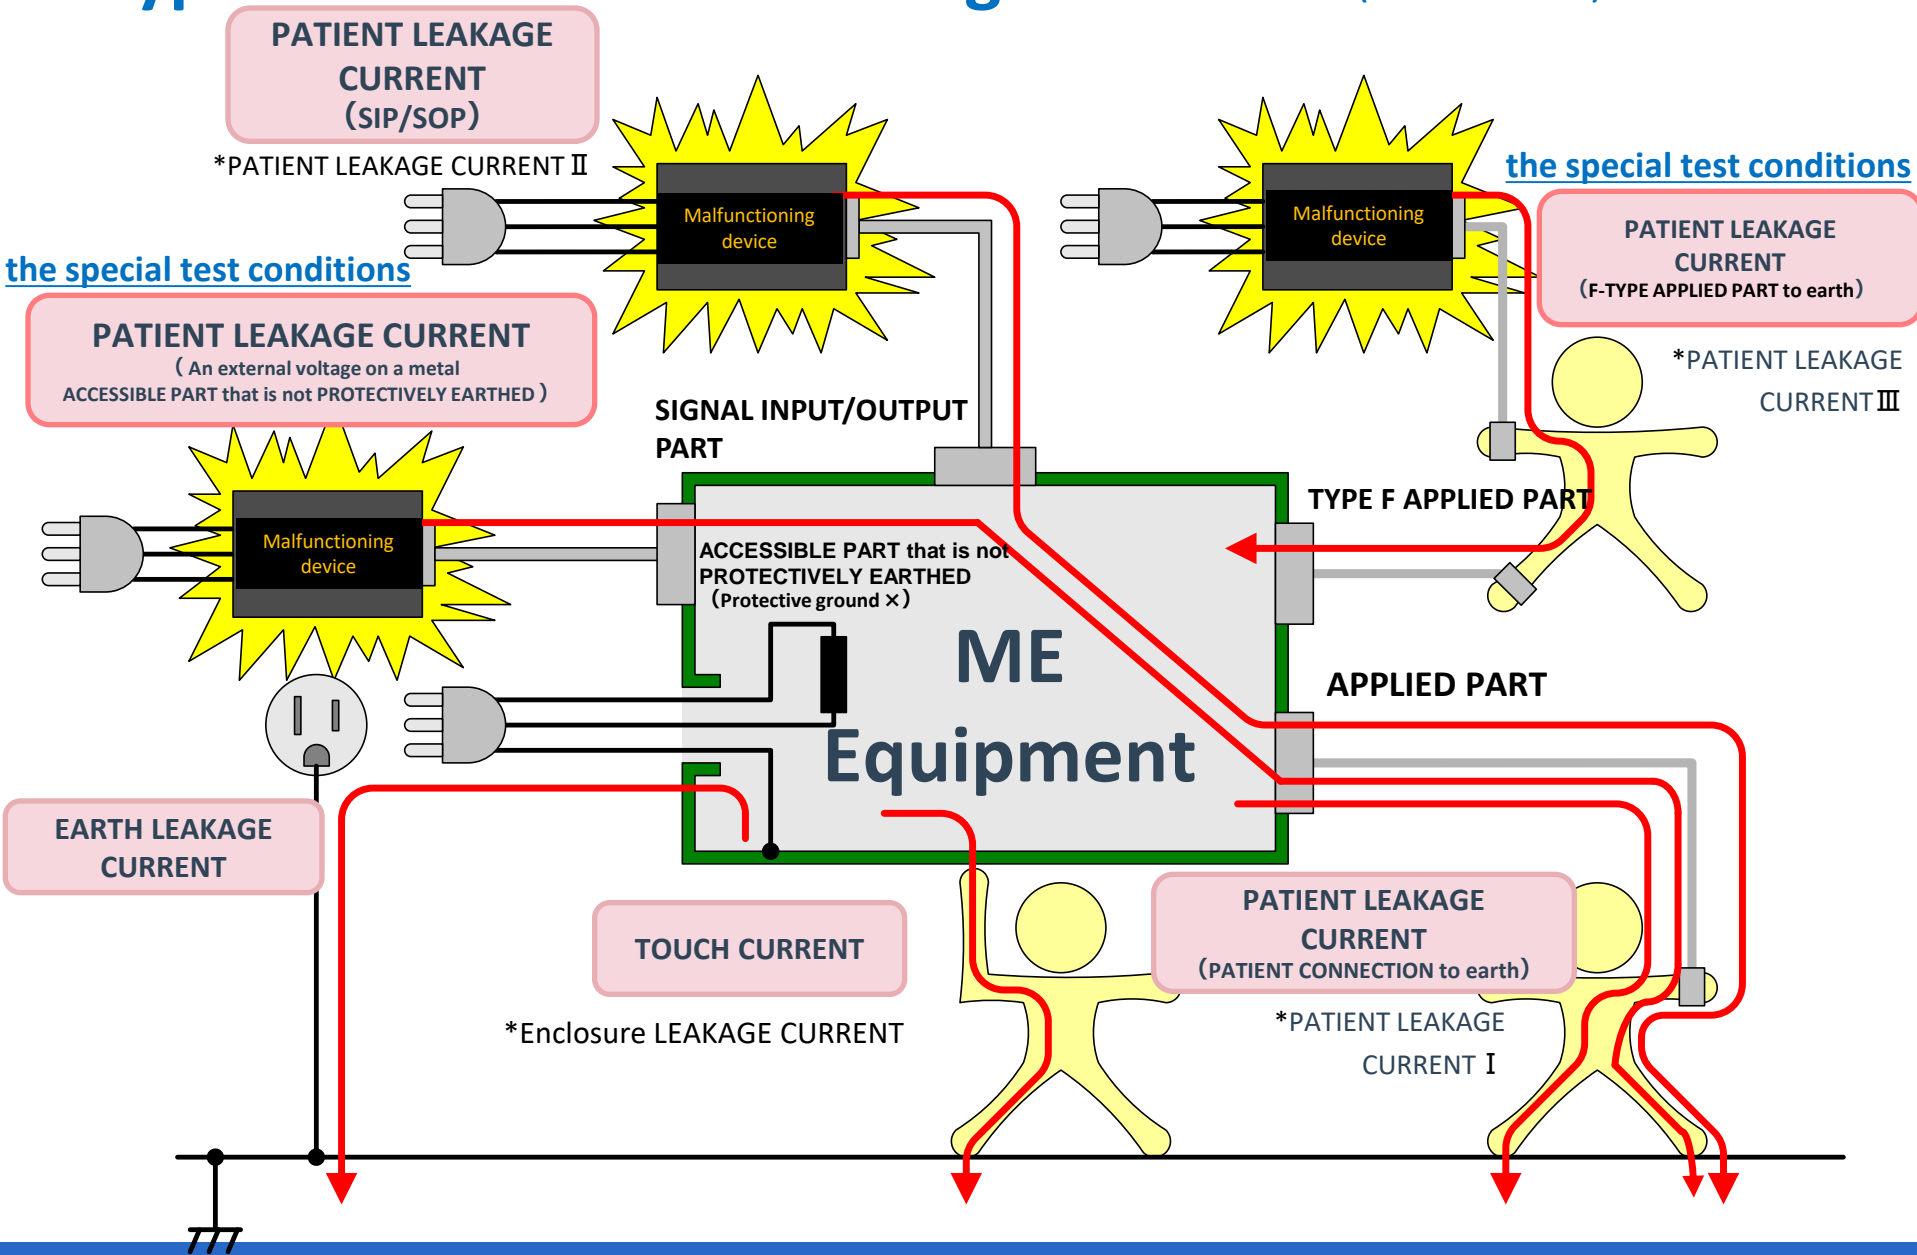 PATIENT LEAKAGE
CURRENT
(SIP/SOP)
*PATIENT LEAKAGE CURRENT Ⅱ
Malfunctioning
device
Malfunctioning
device
the special test conditions
PATIENT LEAKAGE
CURRENT
(F-TYPE APPLIED PART to earth)
*PATIENT LEAKAGE
CURRENT Ⅲ
the special test conditions
PATIENT LEAKAGE CURRENT
( An external voltage on a metal
ACCESSIBLE PART that is not PROTECTIVELY EARTHED )
SIGNAL INPUT/OUTPUT
PART
Malfunctioning
device
TYPE F APPLIED PART
ACCESSIBLE PART that is not
PROTECTIVELY EARTHED
(Protective ground ×)
ME
Equipment
APPLIED PART
EARTH LEAKAGE
CURRENT
TOUCH CURRENT
*Enclosure LEAKAGE CURRENT
PATIENT LEAKAGE
CURRENT
(PATIENT CONNECTION to earth)
*PATIENT LEAKAGE
CURRENT Ⅰ